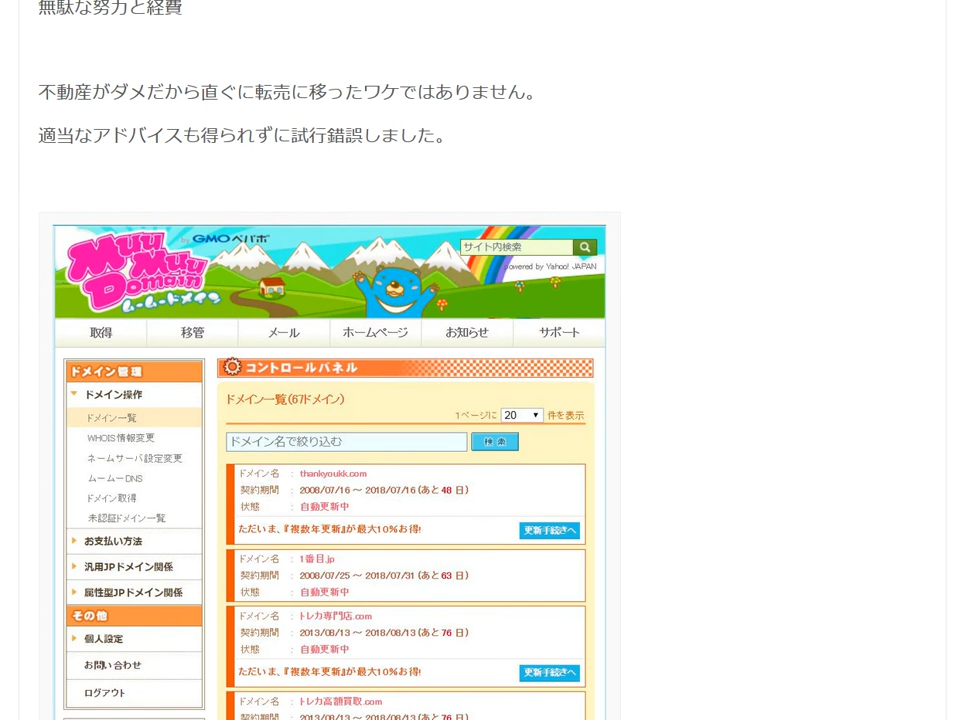 無駄な努力と経費
不動産がダメだから直ぐに転売に移ったワケではありません。
適当なアドバイスも得られずに試行錯誤しました。
by GMOペパボ
Muu Muu Domain
ムームードメイン
サイト内検索
powered by Yahoo! JAPAN
取得 移管 メール ホームページ お知らせ サポート
ドメイン管理
ドメイン操作
ドメイン一覧
WHOIS情報変更
ネームサーバ設定変更
ムームーDNS
ドメイン取得
未認証ドメイン一覧
お支払い方法
汎用JPドメイン関係
属性型JPドメイン関係
その他
個人設定
お問い合わせ
ログアウト
コントロールパネル
ドメイン一覧(67ドメイン)
1ページに 20 件を表示
ドメイン名で絞り込む 検索
ドメイン名 : thankyoukk.com
契約期間 : 2008/07/16 ～ 2018/07/16 (あと48 日)
状態 : 自動更新中
ただいま、『複数年更新』が最大10%お得! 更新手続きへ
ドメイン名 : 1番目.jp
契約期間 : 2008/07/25 ～ 2018/07/31 (あと63 日)
状態 : 自動更新中
ドメイン名 : トレカ専門店.com
契約期間 : 2013/08/13 ～ 2018/08/13 (あと76 日)
状態 : 自動更新中
ただいま、『複数年更新』が最大10%お得! 更新手続きへ
ドメイン名 : トレカ高額買取.com
契約期間 : 2013/08/13 ～ 2018/08/13 (あと76 日)